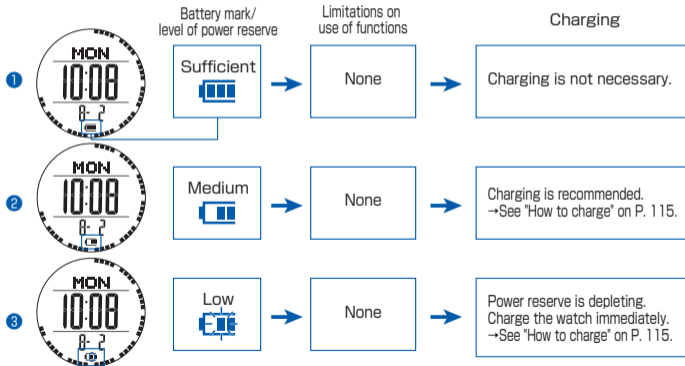 Battery mark/
level of power reserve
Limitations on
use of functions
Charging
1
MON
10:08
8- 2
Sufficient
None
Charging is not necessary.
2
MON
10:08
8- 2
Medium
None
Charging is recommended.
→See "How to charge" on P. 115.
3
MON
10:08
8- 2
Low
None
Power reserve is depleting.
Charge the watch immediately.
→See "How to charge" on P. 115.